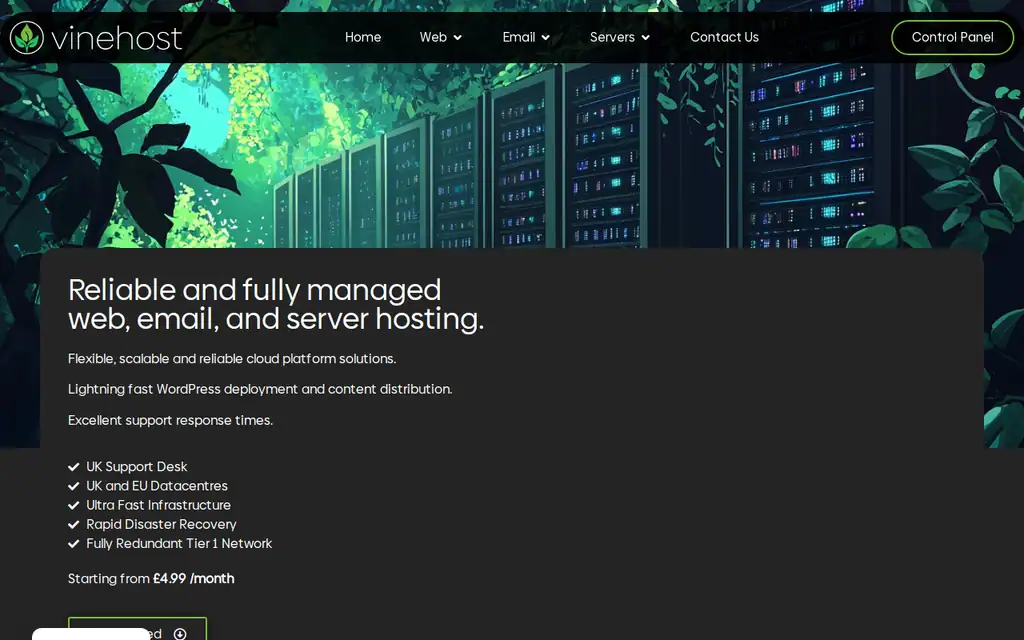 vinehost
Home
Web
Email
Servers
Contact Us
Control Panel
Reliable and fully managed
web, email, and server hosting.
Flexible, scalable and reliable cloud platform solutions.
Lightning fast WordPress deployment and content distribution.
Excellent support response times.
UK Support Desk
UK and EU Datacentres
Ultra Fast Infrastructure
Rapid Disaster Recovery
Fully Redundant Tier 1 Network
Starting from £4.99 /month